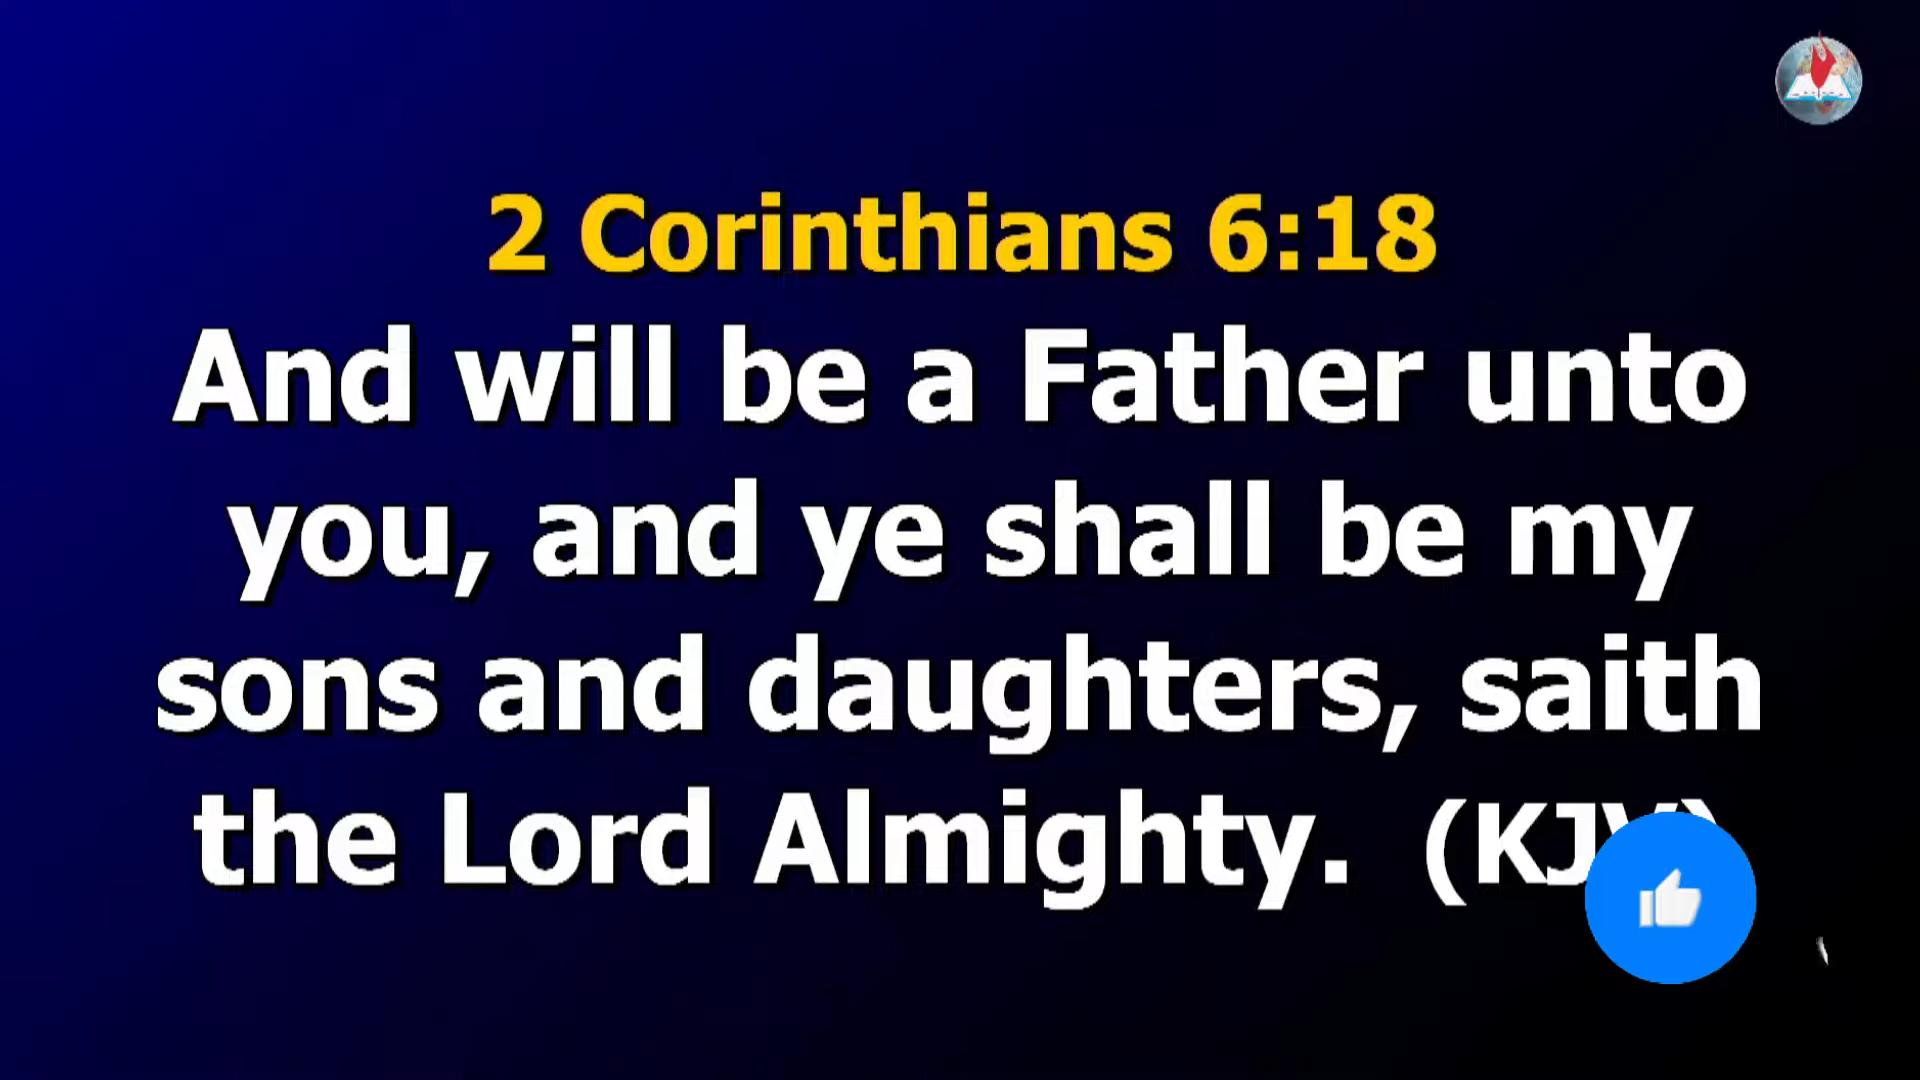 2 Corinthians 6:18
And will be a Father unto
you, and ye shall be my
sons and daughters, saith
the Lord Almighty. (KJV)